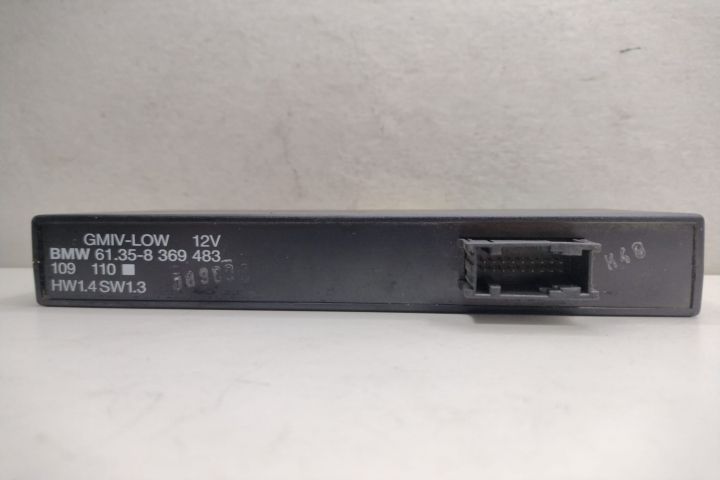 GMIV-LOW 12V
BMW 61.35-8 369 483
109 110
HW1.4 SW1.3